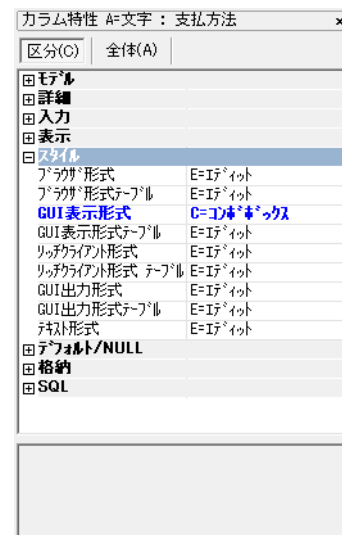 カラム特性 A=文字 : 支払方法 ×
区分(C) 全体(A)
ﾓﾃﾞﾙ
詳細
入力
表示
ｽﾀｲﾙ
ﾌﾞﾗｳｻﾞ形式 E=ｴﾃﾞｨｯﾄ
ﾌﾞﾗｳｻﾞ形式ﾃｰﾌﾞﾙ E=ｴﾃﾞｨｯﾄ
GUI表示形式 C=ｺﾝﾎﾞﾎﾞｯｸｽ
GUI表示形式ﾃｰﾌﾞﾙ E=ｴﾃﾞｨｯﾄ
ﾘｯﾁｸﾗｲｱﾝﾄ形式 E=ｴﾃﾞｨｯﾄ
ﾘｯﾁｸﾗｲｱﾝﾄ形式 ﾃｰﾌﾞﾙ E=ｴﾃﾞｨｯﾄ
GUI出力形式 E=ｴﾃﾞｨｯﾄ
GUI出力形式ﾃｰﾌﾞﾙ E=ｴﾃﾞｨｯﾄ
ﾃｷｽﾄ形式 E=ｴﾃﾞｨｯﾄ
ﾃﾞﾌｫﾙﾄ/NULL
格納
SQL